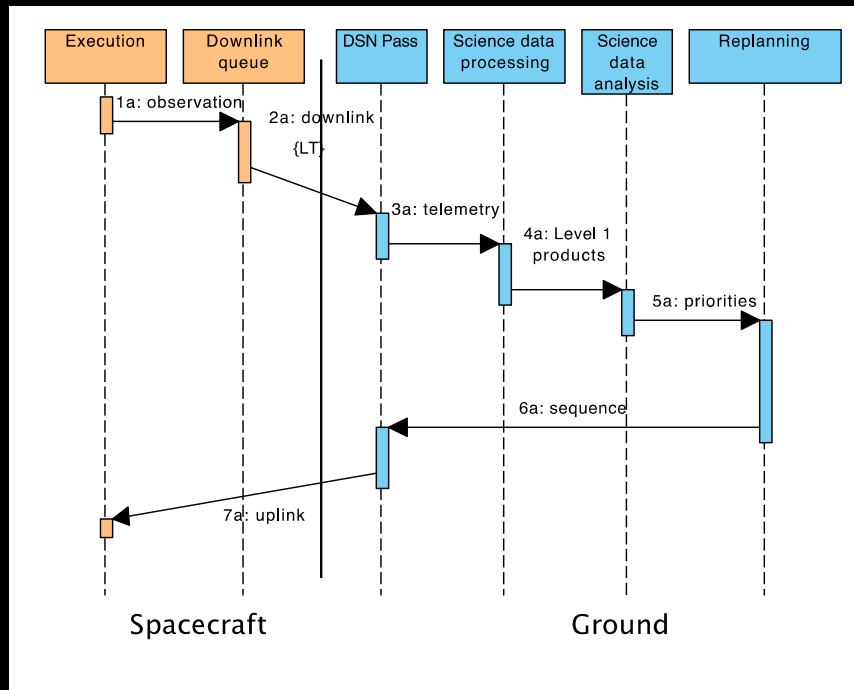 Execution
Downlink
queue
DSN Pass
Science data
processing
Science
data
analysis
Replanning
1a: observation
2a: downlink
{LT}
3a: telemetry
4a: Level 1
products
5a: priorities
6a: sequence
7a: uplink
Spacecraft
Ground